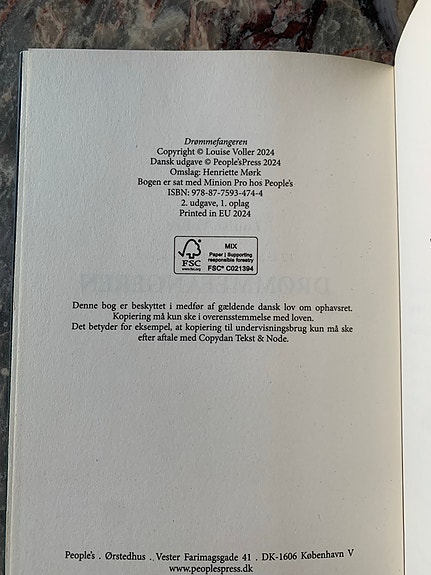 Drømmefangeren
Copyright © Louise Voller 2024
Dansk udgave © People'sPress 2024
Omslag: Henriette Mørk
Bogen er sat med Minion Pro hos People's
ISBN: 978-87-7593-474-4
2. udgave, 1. oplag
Printed in EU 2024
FSC
www.fsc.org
MIX
Paper | Supporting
responsible forestry
FSC® C021394
Denne bog er beskyttet i medfør af gældende dansk lov om ophavsret.
Kopiering må kun ske i overensstemmelse med loven.
Det betyder for eksempel, at kopiering til undervisningsbrug kun må ske
efter aftale med Copydan Tekst & Node.
People's . Ørstedhus . Vester Farimagsgade 41 . DK-1606 København V
www.peoplespress.dk